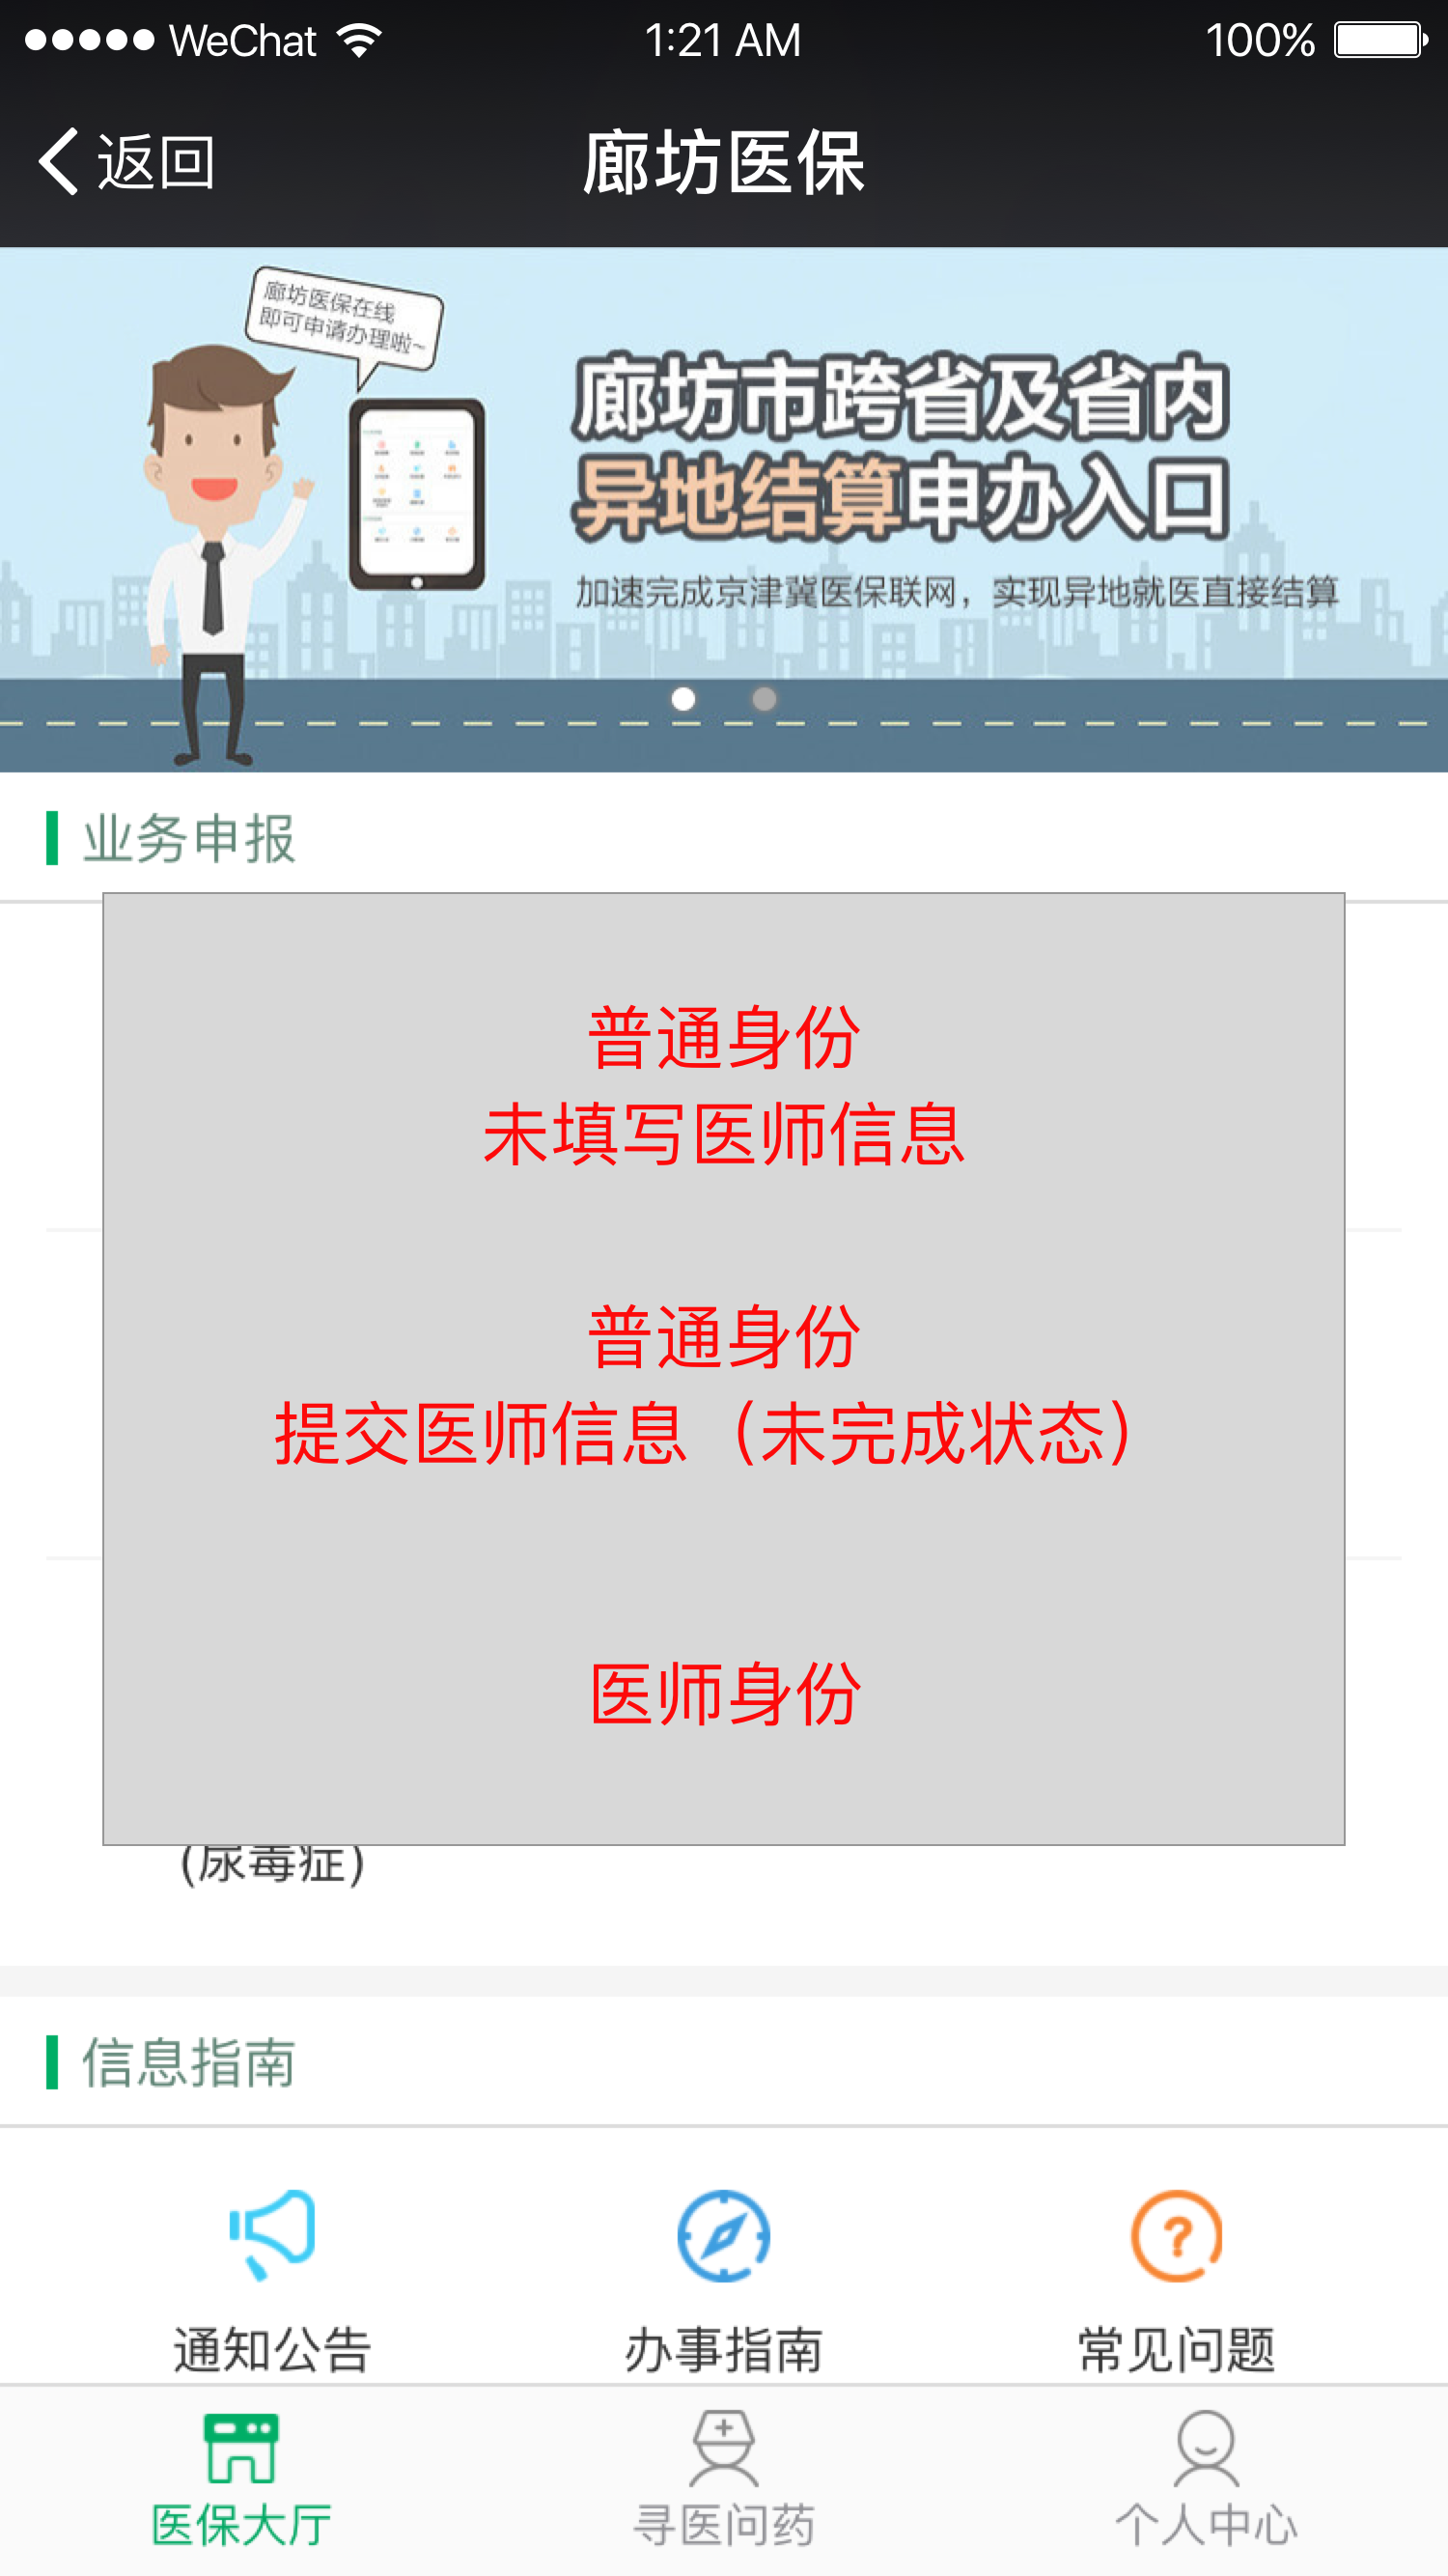 WeChat 1:21 AM 100%
返回 廊坊医保
廊坊医保在线
即可申请办理啦~
廊坊市跨省及省内
异地结算申办入口
加速完成京津冀医保联网，实现异地就医直接结算
业务申报
普通身份
未填写医师信息
普通身份
提交医师信息（未完成状态）
医师身份
(尿毒症)
信息指南
通知公告 办事指南 常见问题
医保大厅 寻医问药 个人中心